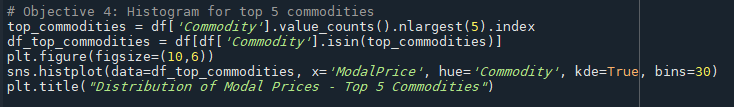 # Objective 4: Histogram for top 5 commodities
top_commodities = df['Commodity'].value_counts().nlargest(5).index
df_top_commodities = df[df['Commodity'].isin(top_commodities)]
plt.figure(figsize=(10,6))
sns.histplot(data=df_top_commodities, x='ModalPrice', hue='Commodity', kde=True, bins=30)
plt.title("Distribution of Modal Prices - Top 5 Commodities")